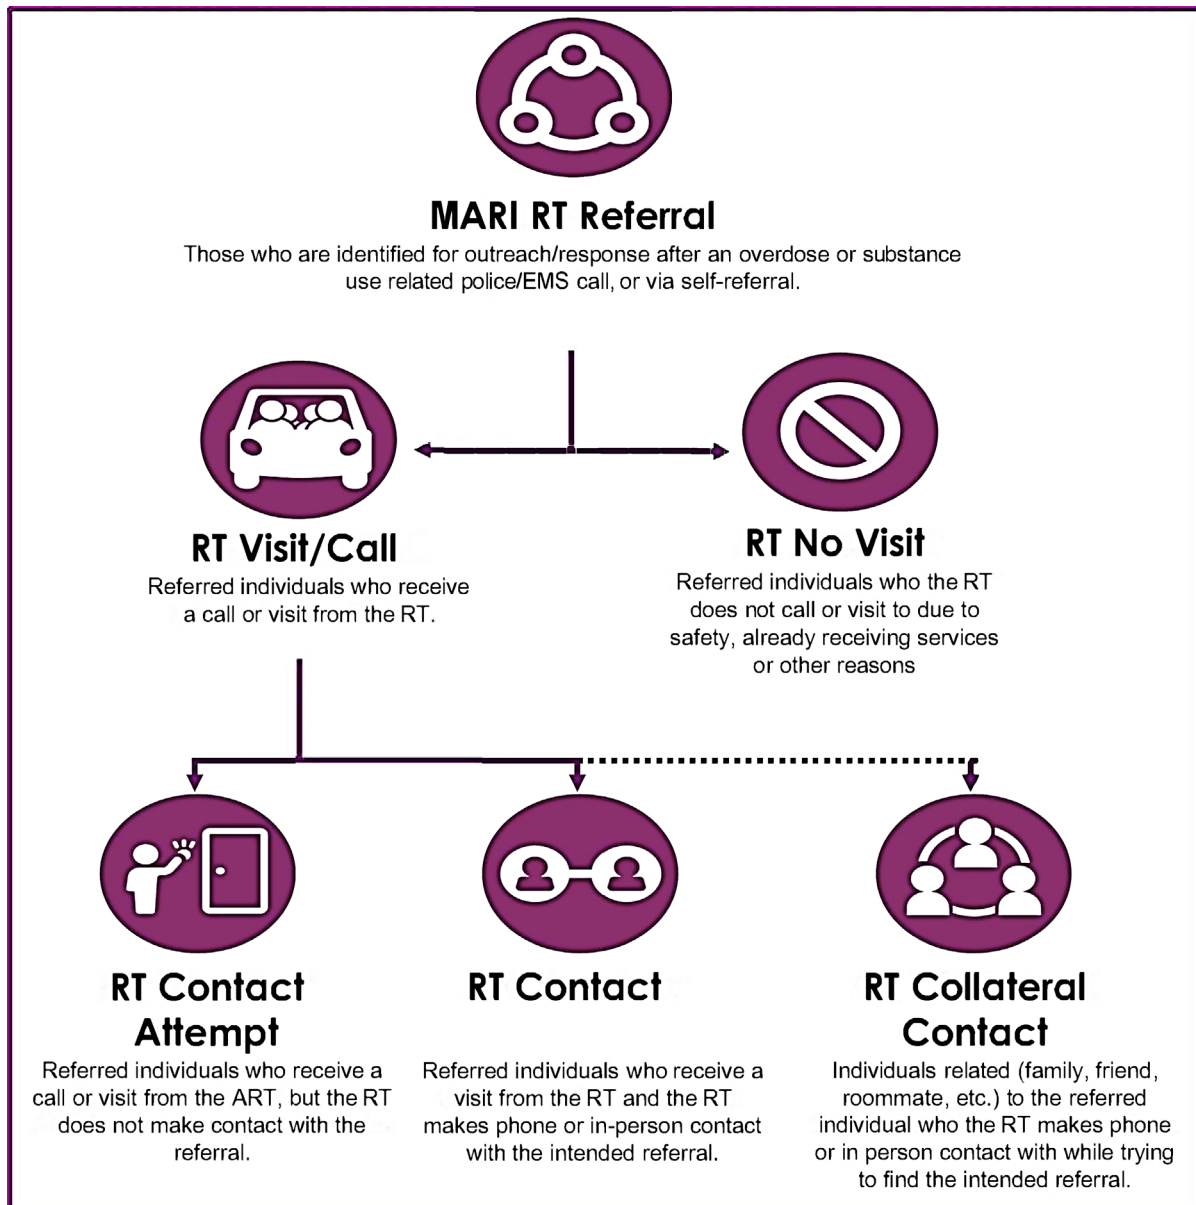 MARI RT Referral
Those who are identified for outreach/response after an overdose or substance
use related police/EMS call, or via self-referral.
RT Visit/Call
Referred individuals who receive
a call or visit from the RT.
RT No Visit
Referred individuals who the RT
does not call or visit to due to
safety, already receiving services
or other reasons
RT Contact
Attempt
Referred individuals who receive a
call or visit from the ART, but the RT
does not make contact with the
referral.
RT Contact
Referred individuals who receive a
visit from the RT and the RT
makes phone or in-person contact
with the intended referral.
RT Collateral
Contact
Individuals related (family, friend,
roommate, etc.) to the referred
individual who the RT makes phone
or in person contact with while trying
to find the intended referral.